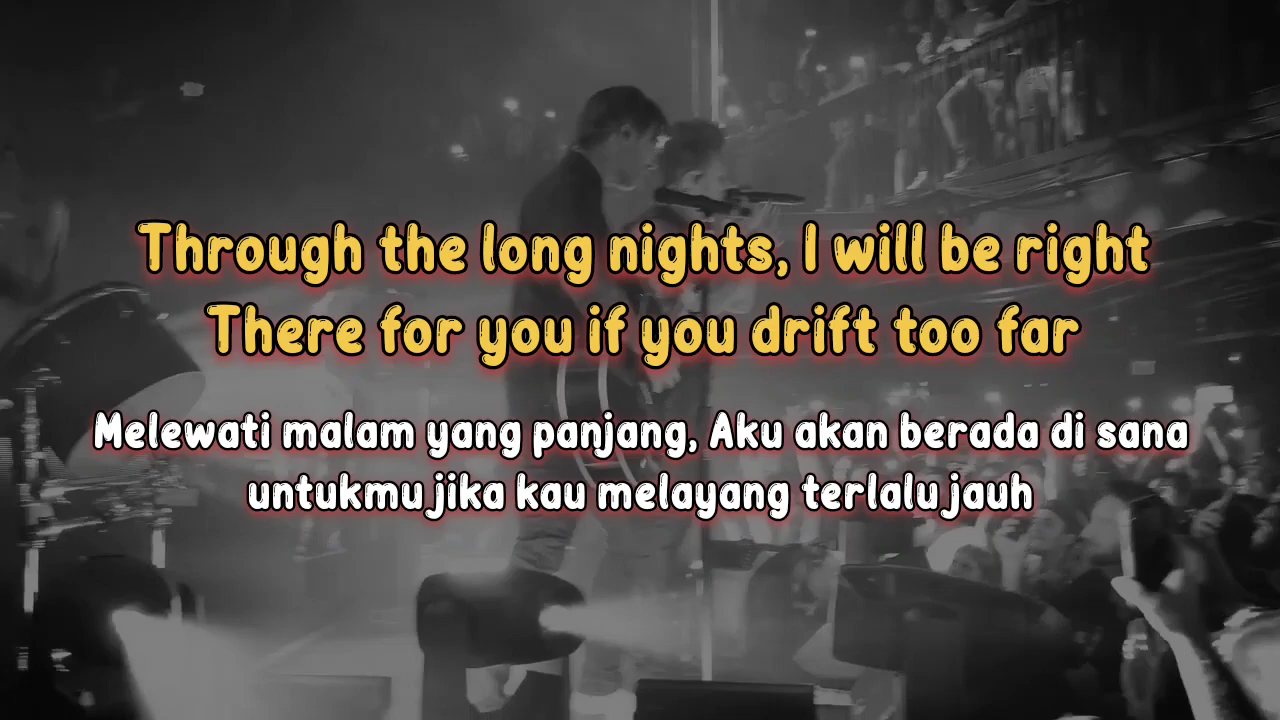 Through the long nights, I will be right
There for you if you drift too far
Melewati malam yang panjang, Aku akan berada di sana
untukmu jika kau melayang terlalu jauh